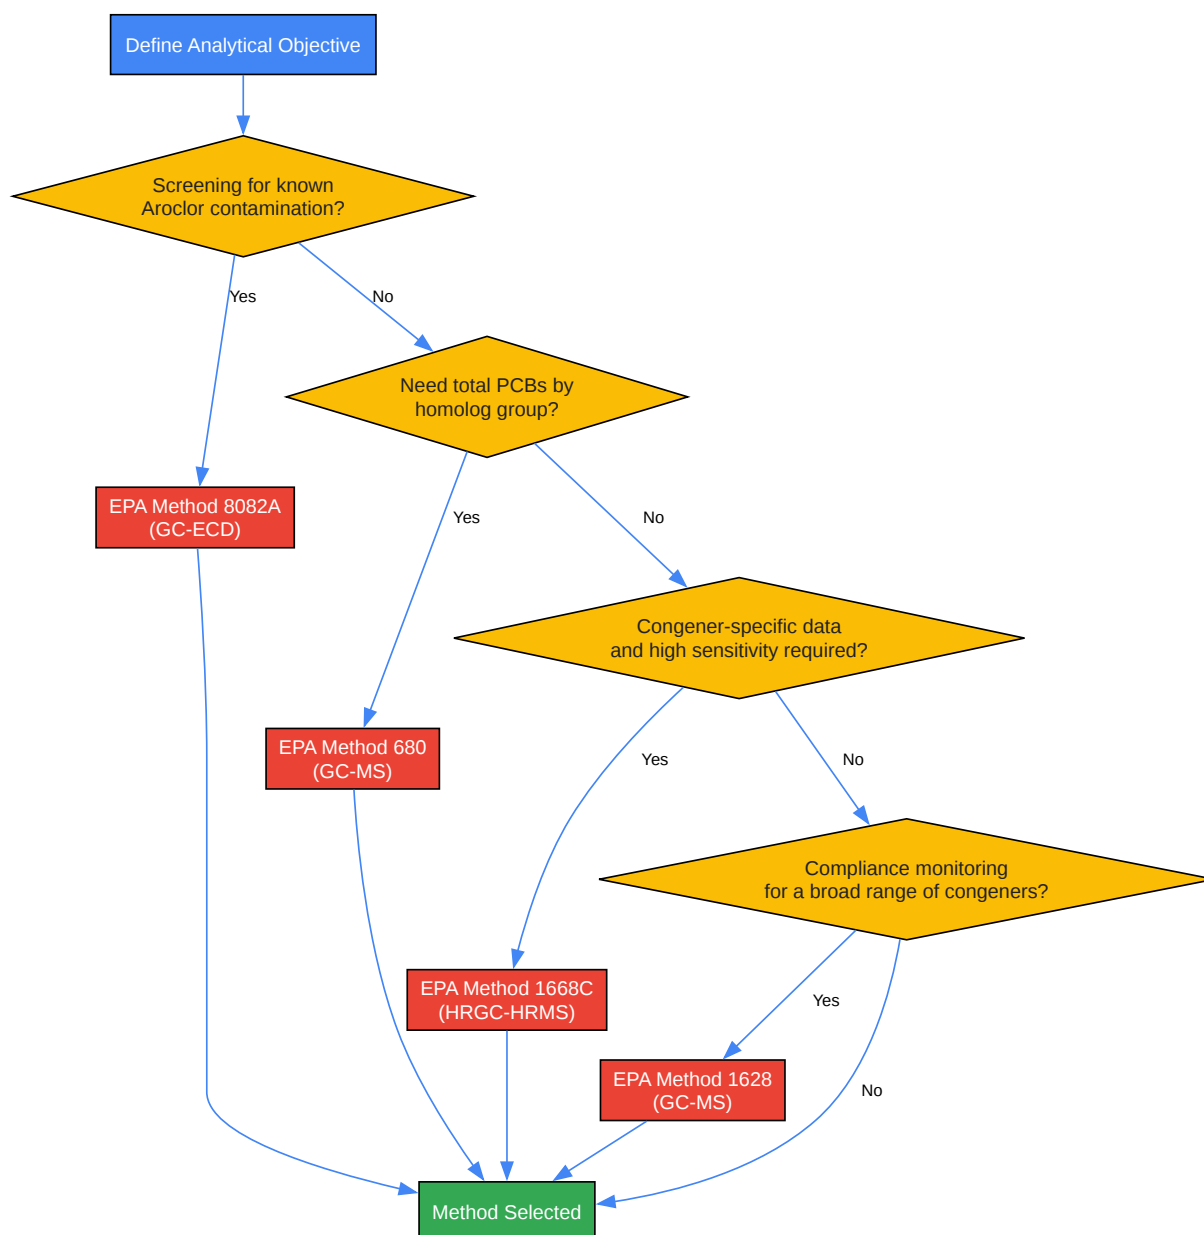 Define Analytical Objective
Screening for known
Aroclor contamination?
Yes
No
Need total PCBs by
homolog group?
EPA Method 8082A
(GC-ECD)
Yes
No
Congener-specific data
and high sensitivity required?
EPA Method 680
(GC-MS)
Yes
No
Compliance monitoring
for a broad range of congeners?
EPA Method 1668C
(HRGC-HRMS)
Yes
EPA Method 1628
(GC-MS)
No
Method Selected